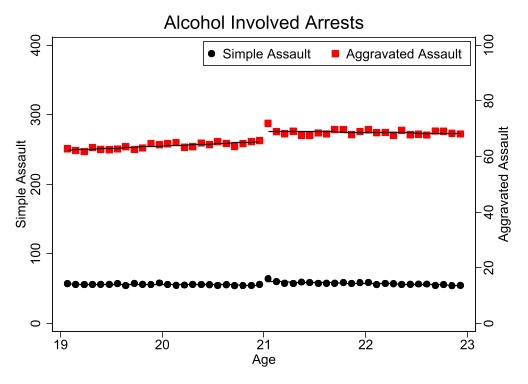 Alcohol Involved Arrests
Simple Assault Aggravated Assault
Simple Assault
400
300
200
100
0
Aggravated Assault
100
80
60
40
20
0
19 20 21 22 23
Age